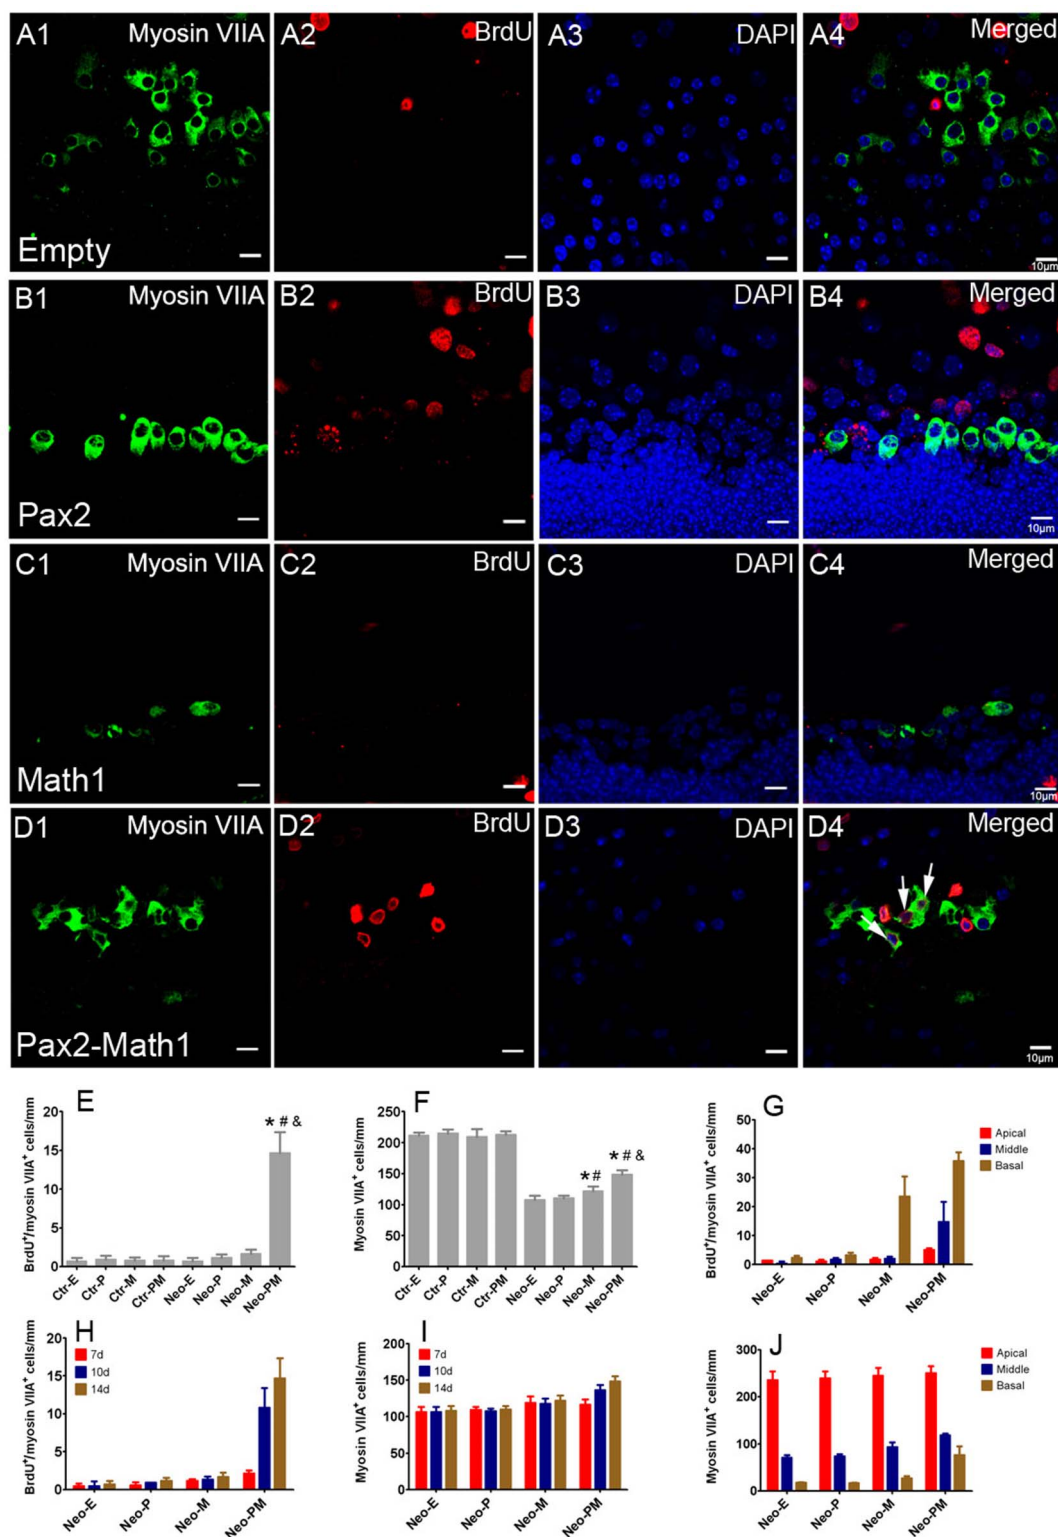 A1 Myosin VIIA A2 BrdU A3 DAPI A4 Merged
Empty 10μm
B1 Myosin VIIA B2 BrdU B3 DAPI B4 Merged
Pax2 10μm
C1 Myosin VIIA C2 BrdU C3 DAPI C4 Merged
Math1 10μm
D1 Myosin VIIA D2 BrdU D3 DAPI D4 Merged
Pax2-Math1 10μm
E
BrdU⁺/myosin VIIA⁺ cells/mm
20
15
10
5
0
* # &
Ctr-E Ctr-P Ctr-M Ctr-PM Neo-E Neo-P Neo-M Neo-PM
F
Myosin VIIA⁺ cells/mm
250
200
150
100
50
0
* # * # &
Ctr-E Ctr-P Ctr-M Ctr-PM Neo-E Neo-P Neo-M Neo-PM
G
BrdU⁺/myosin VIIA⁺ cells/mm
50
40
30
20
10
0
Apical
Middle
Basal
Neo-E Neo-P Neo-M Neo-PM
H
BrdU⁺/myosin VIIA⁺ cells/mm
20
15
10
5
0
7d
10d
14d
Neo-E Neo-P Neo-M Neo-PM
I
Myosin VIIA⁺ cells/mm
200
150
100
50
0
7d
10d
14d
Neo-E Neo-P Neo-M Neo-PM
J
Myosin VIIA⁺ cells/mm
300
200
100
0
Apical
Middle
Basal
Neo-E Neo-P Neo-M Neo-PM